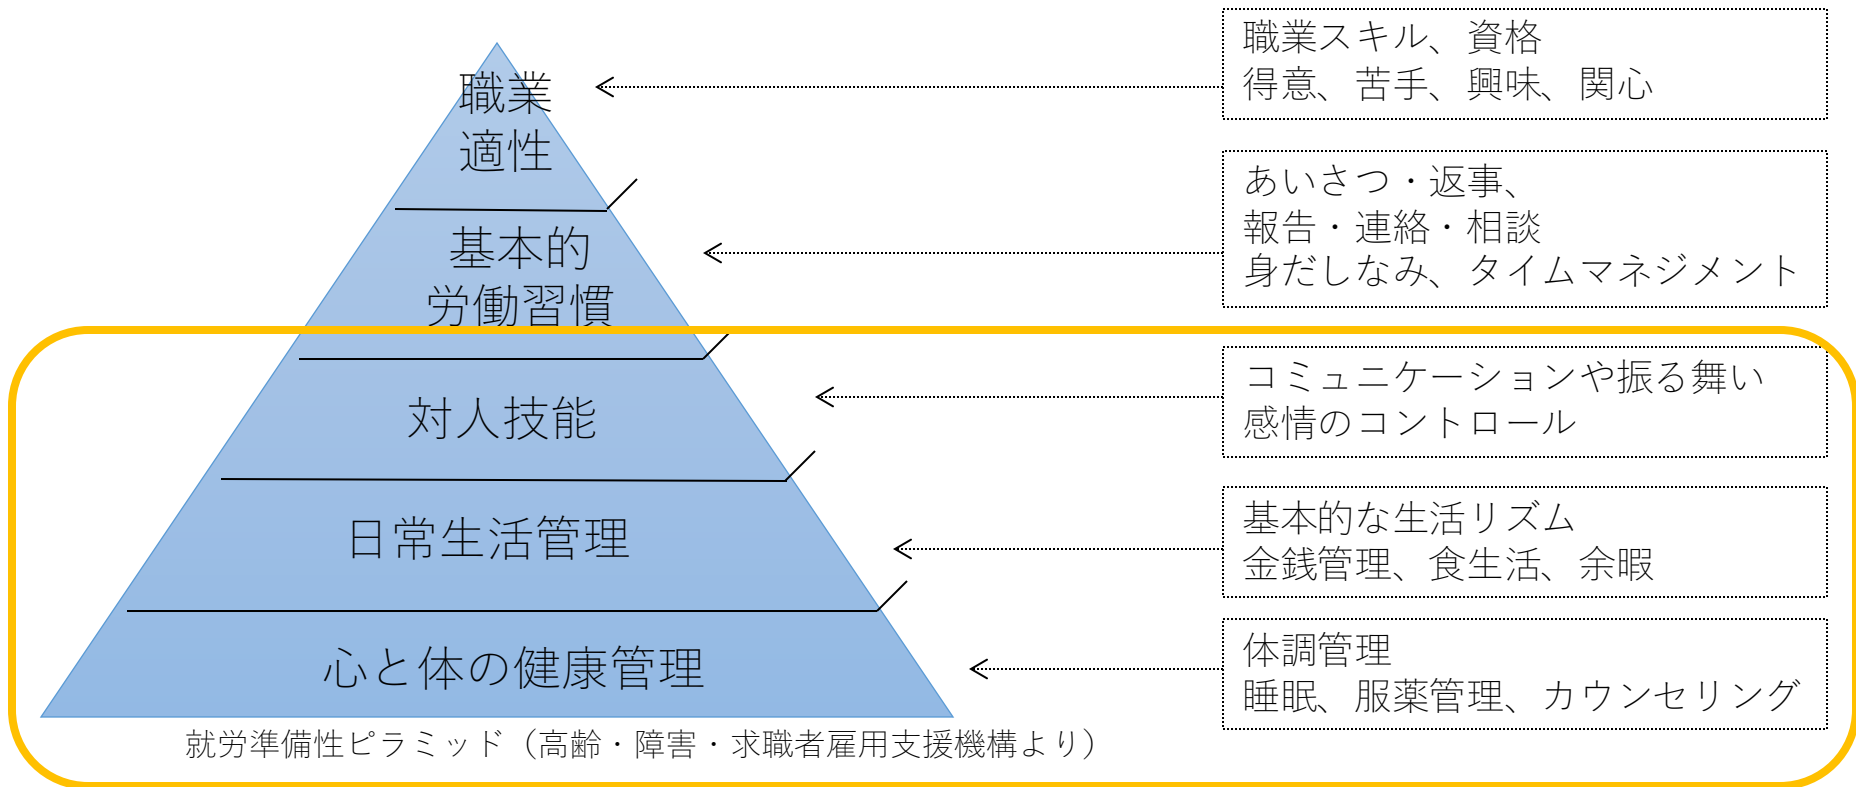 職業
適性
職業スキル、資格
得意、苦手、興味、関心
基本的
労働習慣
あいさつ・返事、
報告・連絡・相談
身だしなみ、タイムマネジメント
対人技能
コミュニケーションや振る舞い
感情のコントロール
日常生活管理
基本的な生活リズム
金銭管理、食生活、余暇
心と体の健康管理
体調管理
睡眠、服薬管理、カウンセリング
就労準備性ピラミッド（高齢・障害・求職者雇用支援機構より）